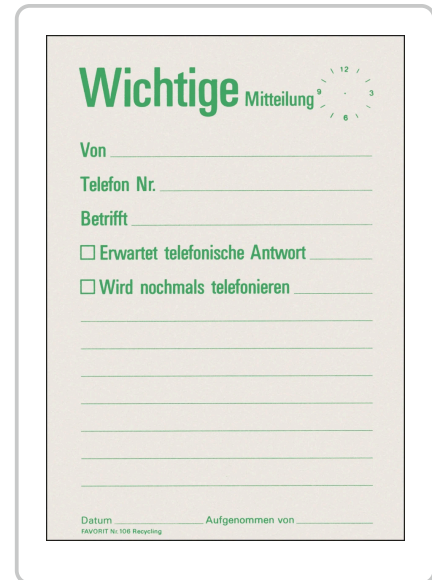 Wichtige Mitteilung
12
9 3
6
Von
Telefon Nr.
Betrifft
Erwartet telefonische Antwort
Wird nochmals telefonieren
Datum Aufgenommen von
FAVORIT Nr. 106 Recycling